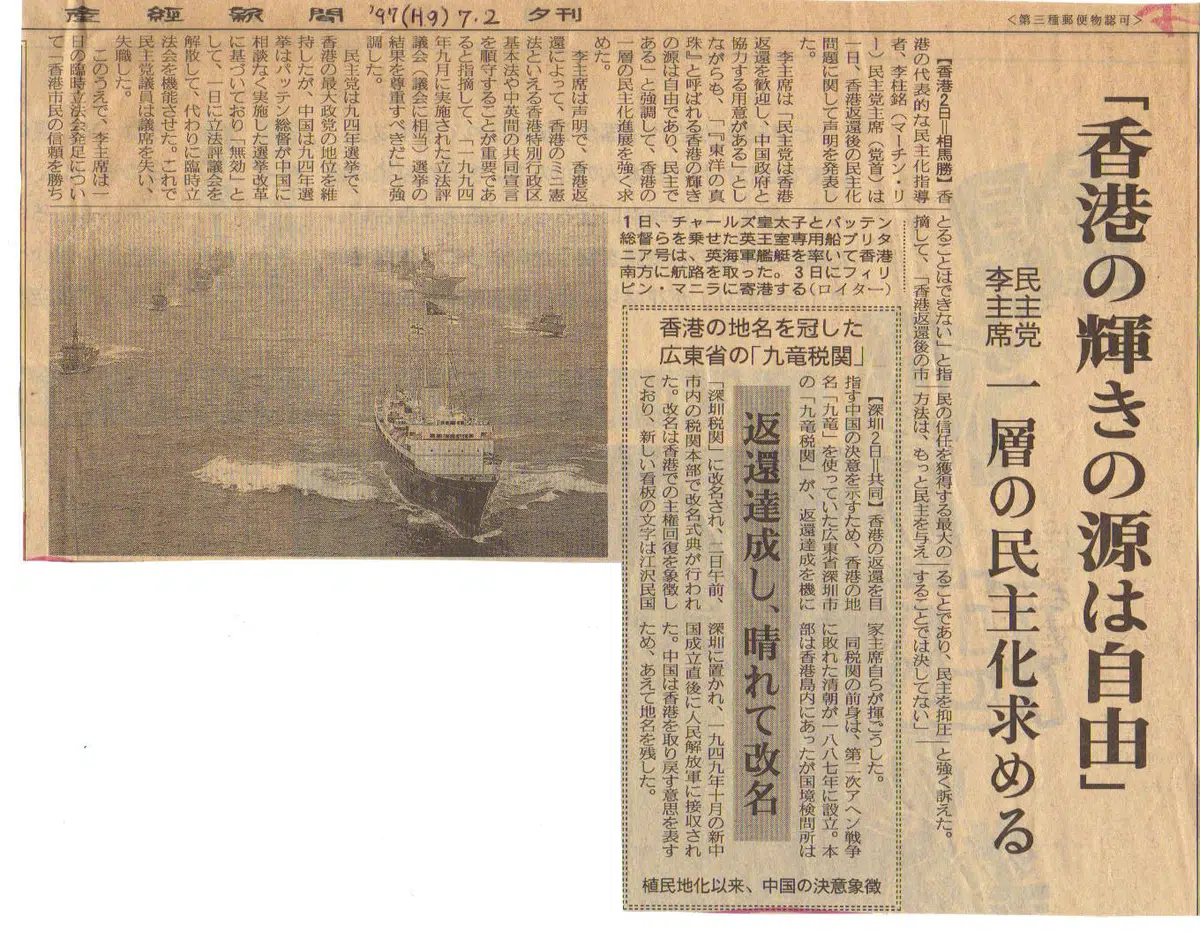 産經新聞
'97(H9) 7.2
夕刊
<第三種郵便物認可>
「香港の輝きの源は自由」
民主党
李主席
一層の民主化求める
【香港2日=相馬勝】香
港の代表的な民主化指導
者、李柱銘(マーチン・リ
ー)民主党主席(党首)は
一日、香港返還後の民主化
問題に関して声明を発表し
た。
李主席は「民主党は香港
返還を歓迎し、中国政府と
協力する用意がある」とし
ながらも、「『東洋の真
珠』と呼ばれる香港の輝き
の源は自由であり、民主で
ある」と強調して、香港の
一層の民主化進展を強く求
めた。
李主席は声明で、香港返
還によって、香港のミニ憲
法といえる香港特別行政区
基本法や中英間の共同宣言
を順守することが重要であ
ると指摘して、「一九九四
年九月に実施された立法評
議会(議会に相当)選挙の
結果を尊重すべきだ」と強
調した。
民主党は九四年選挙で、
香港の最大政党の地位を維
持したが、中国は九四年選
挙はパッテン総督が中国に
相談なく実施した選挙改革
に基づいており「無効」と
して、一日に立法評議会を
解散して、代わりに臨時立
法会を機能させた。これで
民主党議員は議席を失い、
失職した。
このうえで、李主席は一
日の臨時立法会発足につい
て「香港市民の信頼を勝ち
とることはできない」と指
摘して、「香港返還後の市
民の信任を獲得する最大の
方法は、もっと民主を与え
ることであり、民主を抑圧
することでは決してない」
と強く訴えた。
1日、チャールズ皇太子とパッテン
総督らを乗せた英王室専用船ブリタ
ニア号は、英海軍艦艇を率いて香港
南方に航路を取った。3日にフィリ
ピン・マニラに寄港する(ロイター)
香港の地名を冠した
広東省の「九竜税関」
返還達成し、晴れて改名
【深圳2日=共同】香港の返還を目
指す中国の決意を示すため、香港の地
名「九竜」を使っていた広東省深圳市
の「九竜税関」が、返還達成を機に
「深圳税関」に改名され、二日午前、
市内の税関本部で改名式典が行われ
た。改名は香港での主権回復を象徴し
ており、新しい看板の文字は江沢民国
家主席自らが揮ごうした。
同税関の前身は、第二次アヘン戦争
に敗れた清朝が一八八七年に設立。本
部は香港島内にあったが国境検問所は
深圳に置かれ、一九四九年十月の新中
国成立直後に人民解放軍に接収され
た。中国は香港を取り戻す意思を表す
ため、あえて地名を残した。
植民地化以来、中国の決意象徴